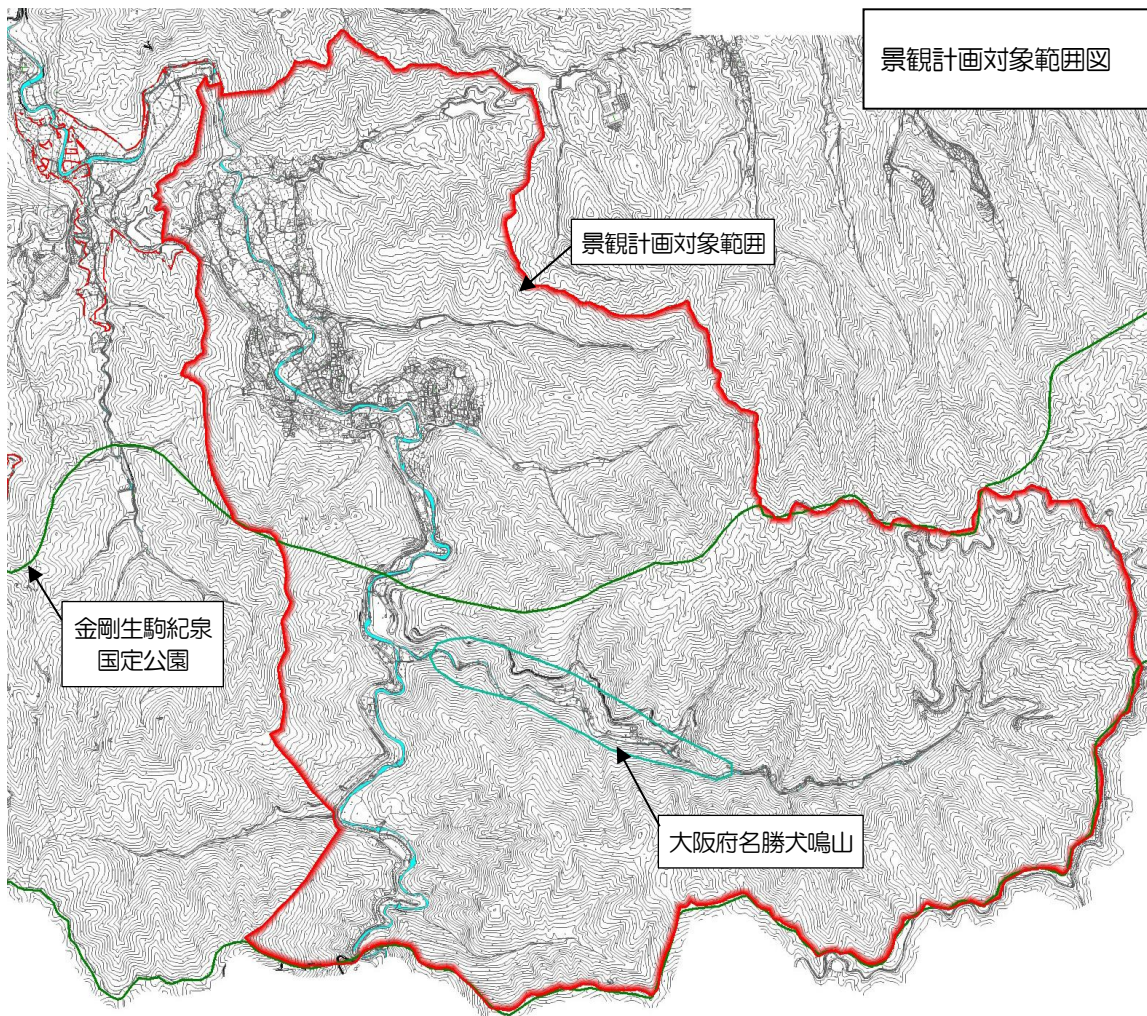 景観計画対象範囲図
景観計画対象範囲
金剛生駒紀泉
国定公園
大阪府名勝犬鳴山